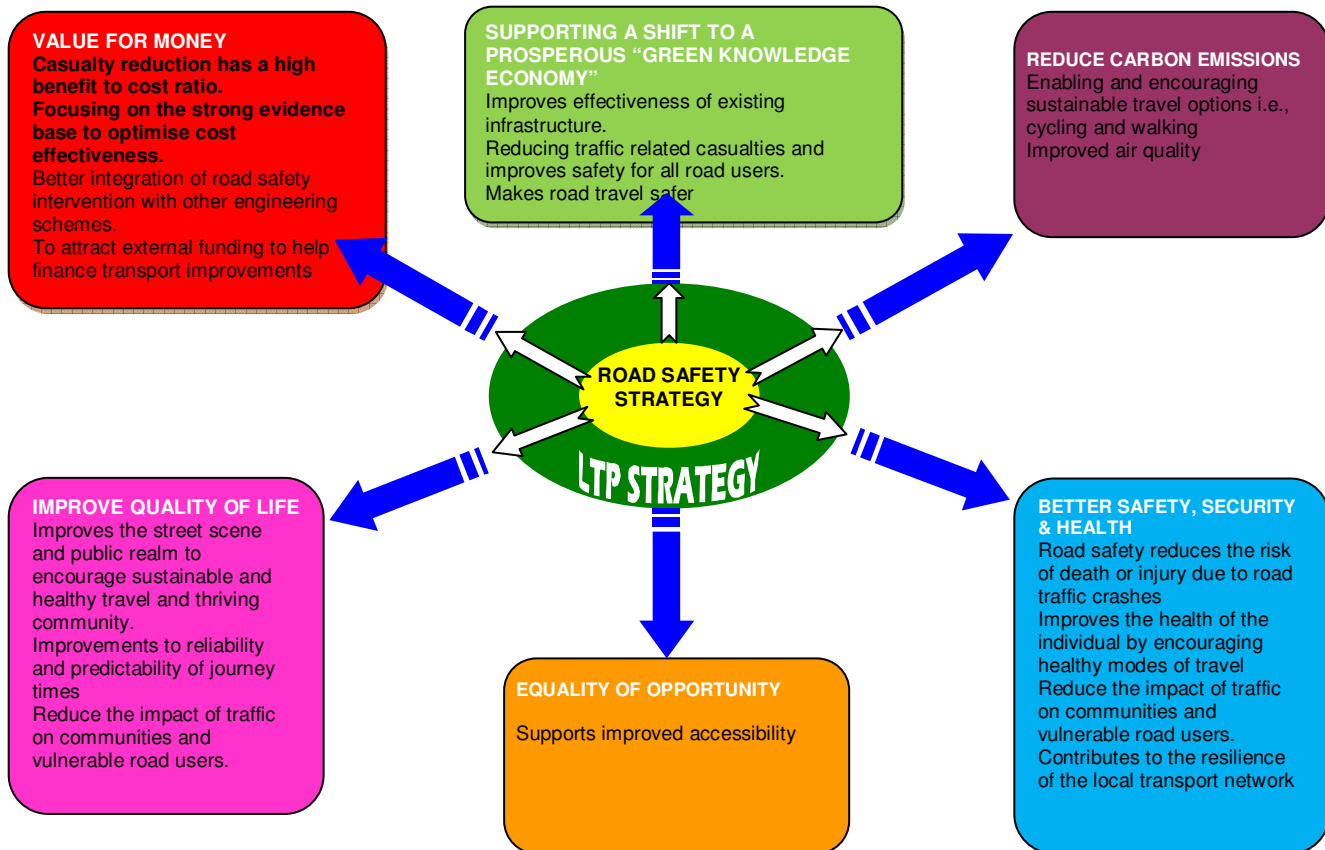 VALUE FOR MONEY
Casualty reduction has a high
benefit to cost ratio.
Focusing on the strong evidence
base to optimise cost
effectiveness.
Better integration of road safety
intervention with other engineering
schemes.
To attract external funding to help
finance transport improvements
SUPPORTING A SHIFT TO A
PROSPEROUS “GREEN KNOWLEDGE
ECONOMY”
Improves effectiveness of existing
infrastructure.
Reducing traffic related casualties and
improves safety for all road users.
Makes road travel safer
REDUCE CARBON EMISSIONS
Enabling and encouraging
sustainable travel options i.e.,
cycling and walking
Improved air quality
ROAD SAFETY
STRATEGY
LTP STRATEGY
IMPROVE QUALITY OF LIFE
Improves the street scene
and public realm to
encourage sustainable and
healthy travel and thriving
community.
Improvements to reliability
and predictability of journey
times
Reduce the impact of traffic
on communities and
vulnerable road users.
EQUALITY OF OPPORTUNITY
Supports improved accessibility
BETTER SAFETY, SECURITY
& HEALTH
Road safety reduces the risk
of death or injury due to road
traffic crashes
Improves the health of the
individual by encouraging
healthy modes of travel
Reduce the impact of traffic
on communities and
vulnerable road users.
Contributes to the resilience
of the local transport network